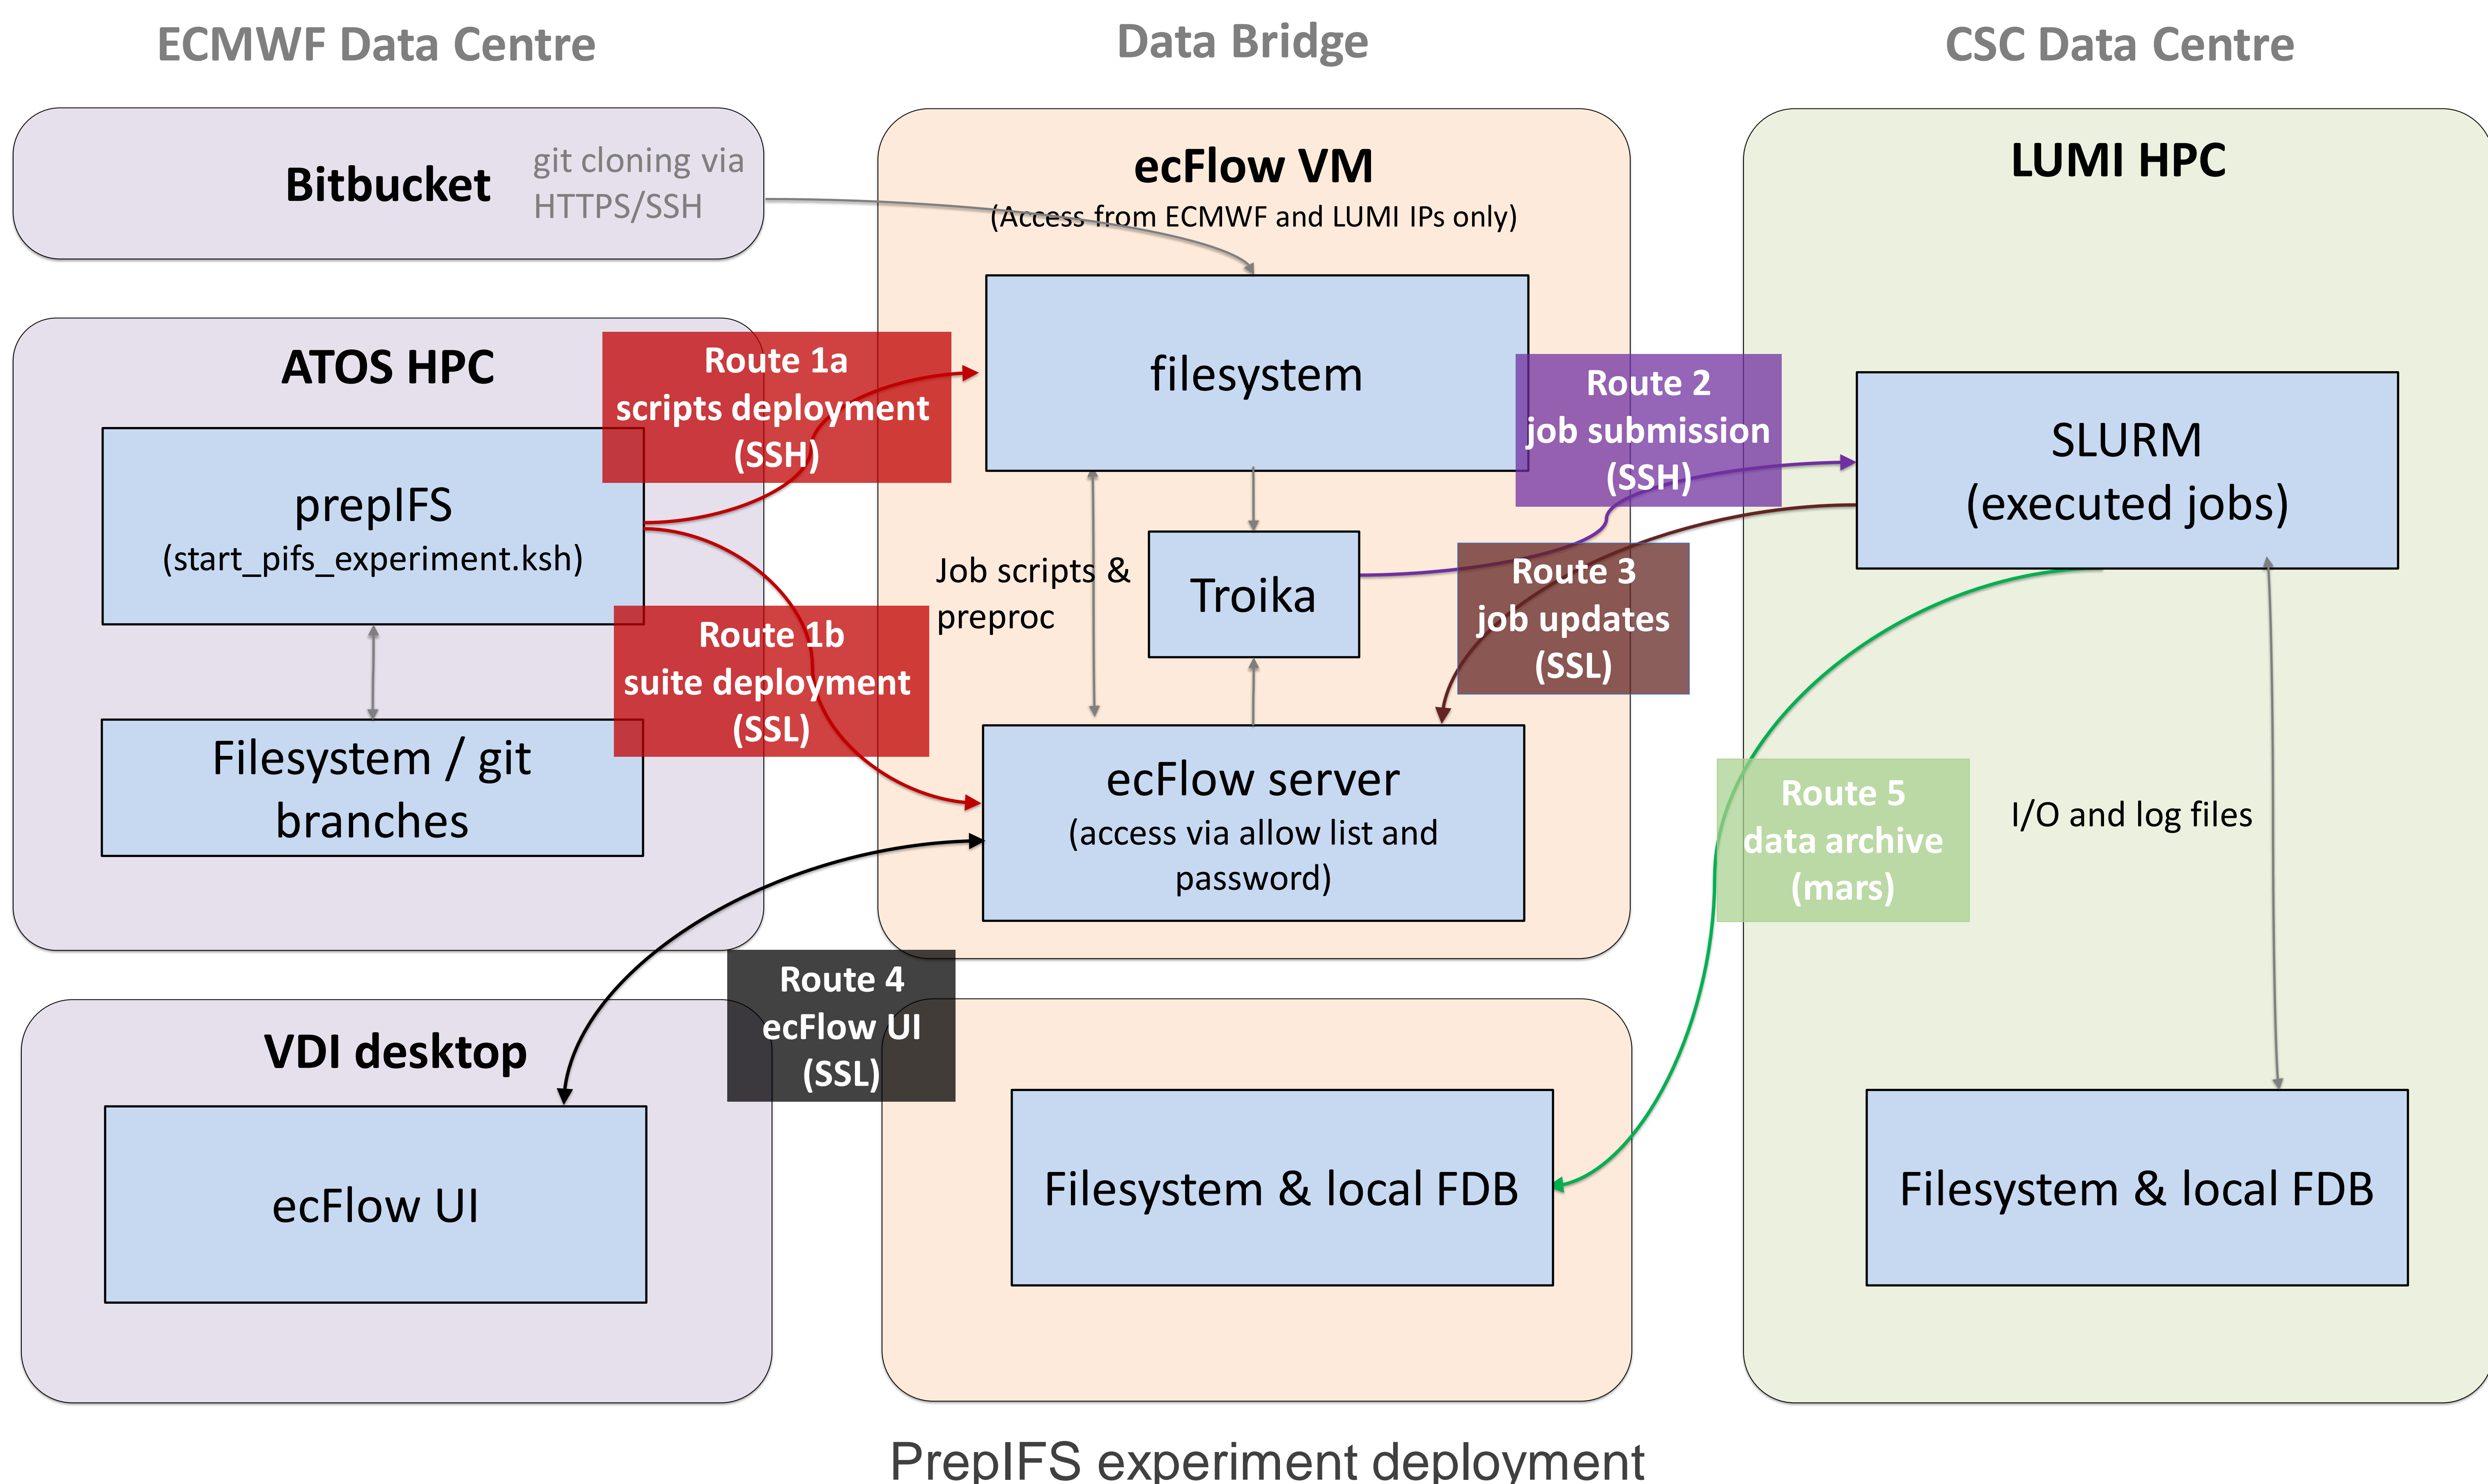 ECMWF Data Centre
Data Bridge
CSC Data Centre
Bitbucket
git cloning via
HTTPS/SSH
ecFlow VM
(Access from ECMWF and LUMI IPs only)
LUMI HPC
ATOS HPC
Route 1a
scripts deployment
(SSH)
filesystem
Route 2
job submission
(SSH)
SLURM
(executed jobs)
prepIFS
(start_pifs_experiment.ksh)
Job scripts &
preproc
Troika
Route 3
job updates
(SSL)
Route 1b
suite deployment
(SSL)
Filesystem / git
branches
ecFlow server
(access via allow list and
password)
Route 5
data archive
(mars)
I/O and log files
Route 4
ecFlow UI
(SSL)
VDI desktop
ecFlow UI
Filesystem & local FDB
Filesystem & local FDB
PrepIFS experiment deployment